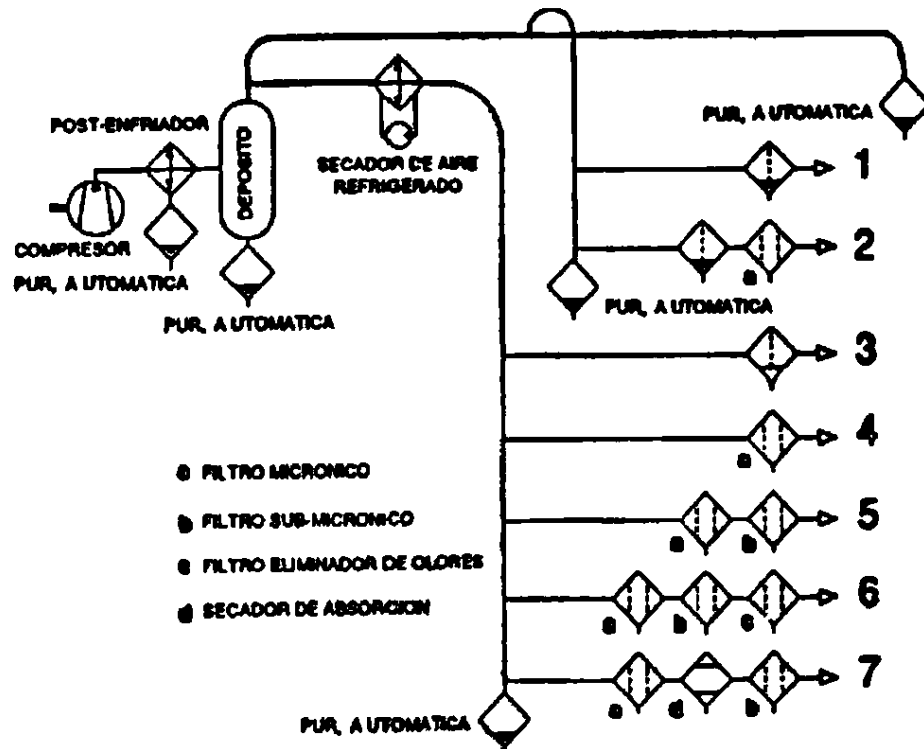 POST-ENFRIADOR
DEPOSITO
COMPRESOR
PUR, A UTOMATICA
PUR, A UTOMATICA
SECADOR DE AIRE
REFRIGERADO
PUR, A UTOMATICA
1
2
a
PUR, A UTOMATICA
3
4
a
5
a
b
6
a
b
c
7
a
d
b
a FILTRO MICRONICO
b FILTRO SUB-MICRONICO
c FILTRO ELIMINADOR DE OLORES
d SECADOR DE ABSORCION
PUR, A UTOMATICA